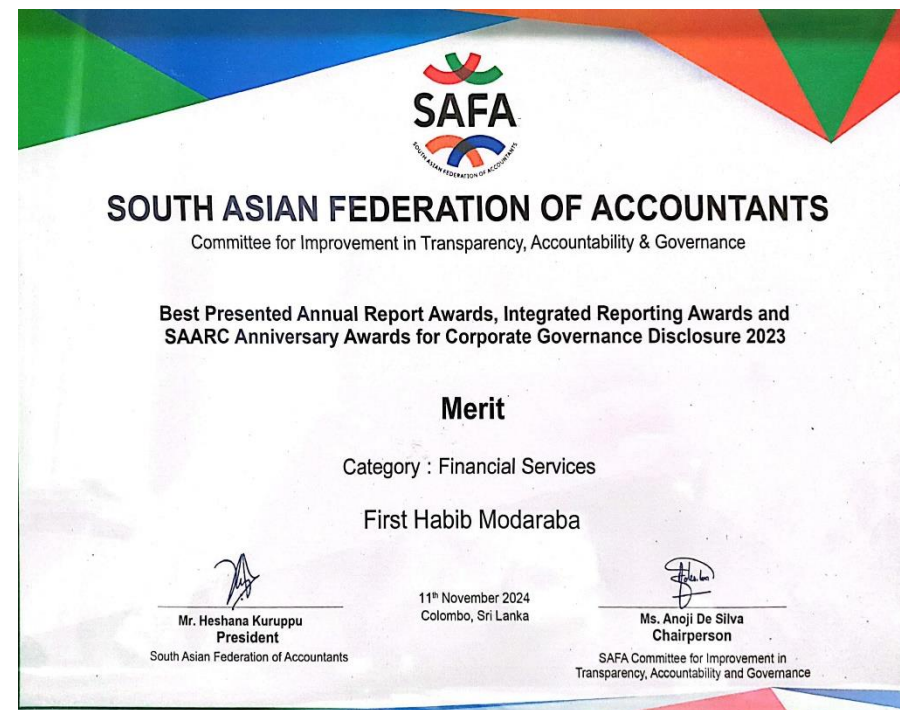 SAFA
SOUTH ASIAN FEDERATION OF ACCOUNTANTS
SOUTH ASIAN FEDERATION OF ACCOUNTANTS
Committee for Improvement in Transparency, Accountability & Governance
Best Presented Annual Report Awards, Integrated Reporting Awards and
SAARC Anniversary Awards for Corporate Governance Disclosure 2023
Merit
Category : Financial Services
First Habib Modaraba
11th November 2024
Colombo, Sri Lanka
Mr. Heshana Kuruppu
President
South Asian Federation of Accountants
Ms. Anoji De Silva
Chairperson
SAFA Committee for Improvement in
Transparency, Accountability and Governance